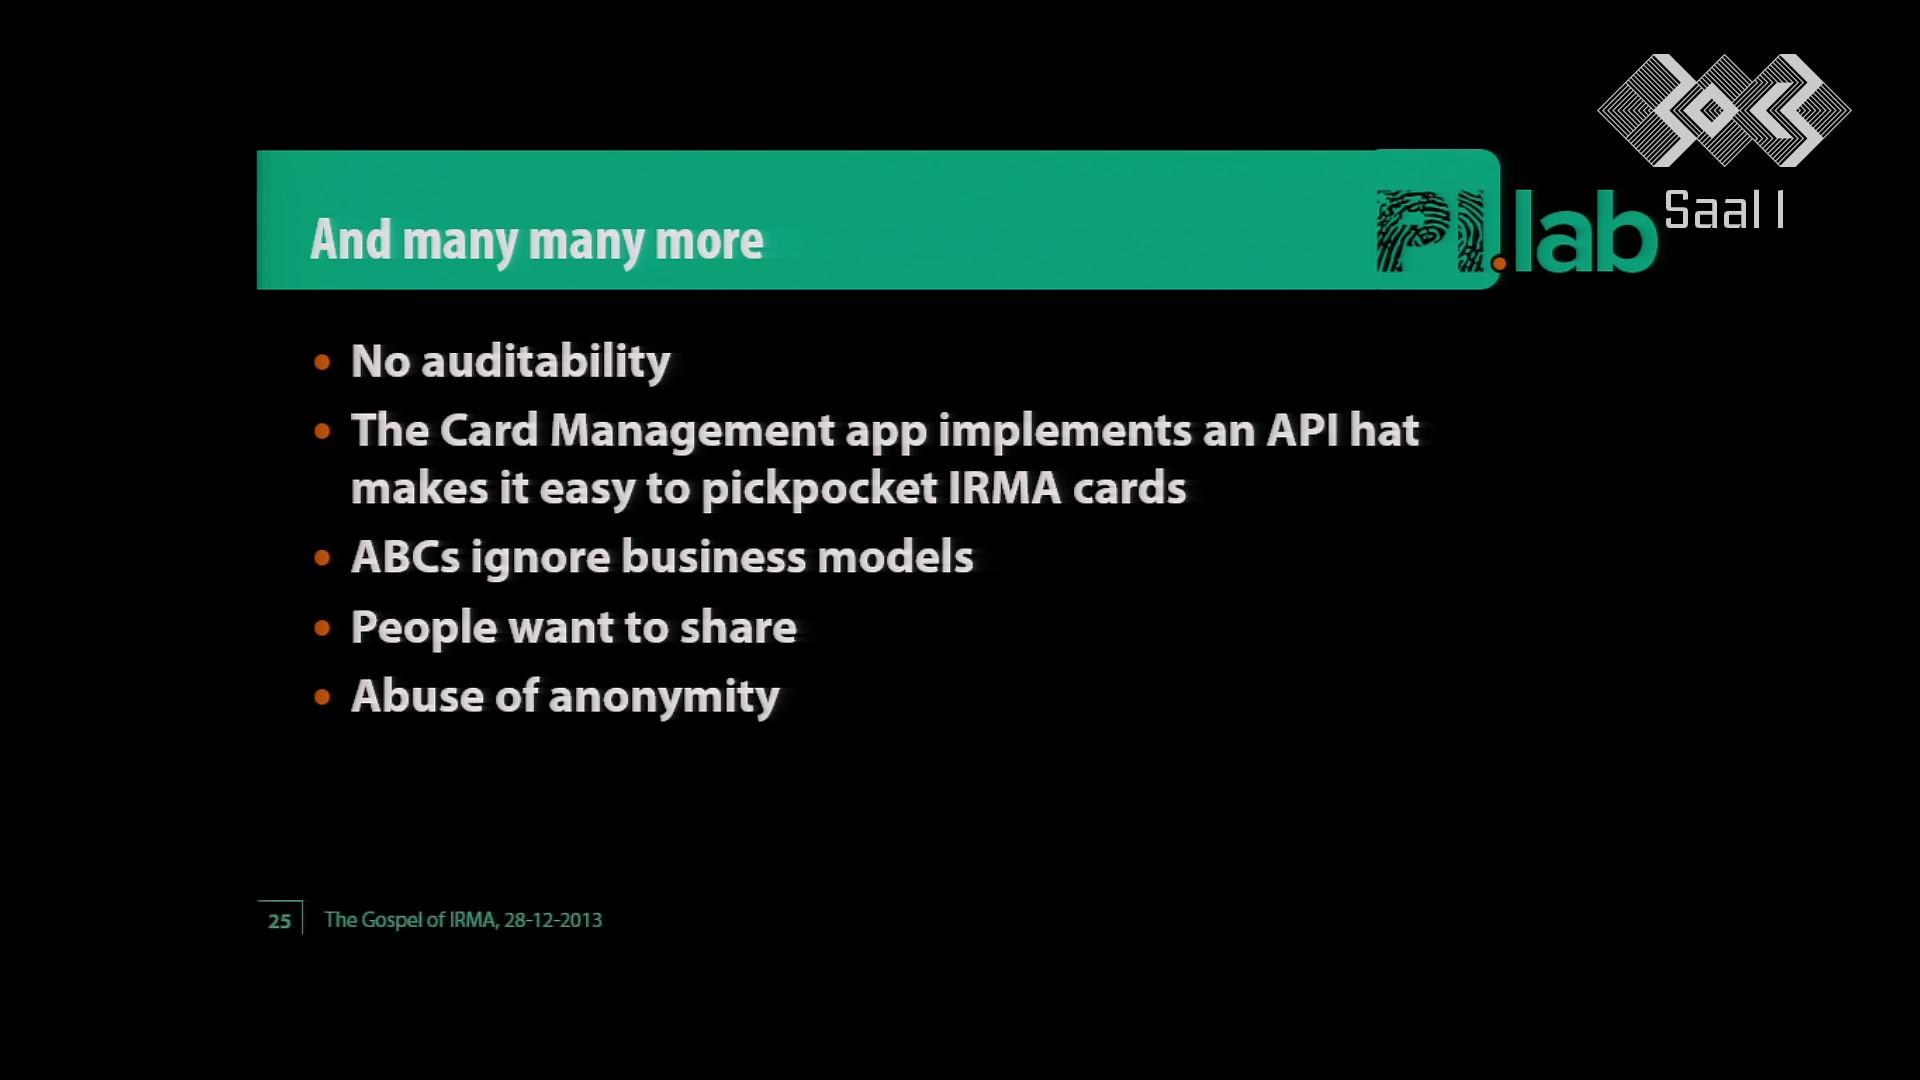 30C3
Saal 1
And many many more
PI.lab
No auditability
The Card Management app implements an API hat
makes it easy to pickpocket IRMA cards
ABCs ignore business models
People want to share
Abuse of anonymity
25
The Gospel of IRMA, 28-12-2013